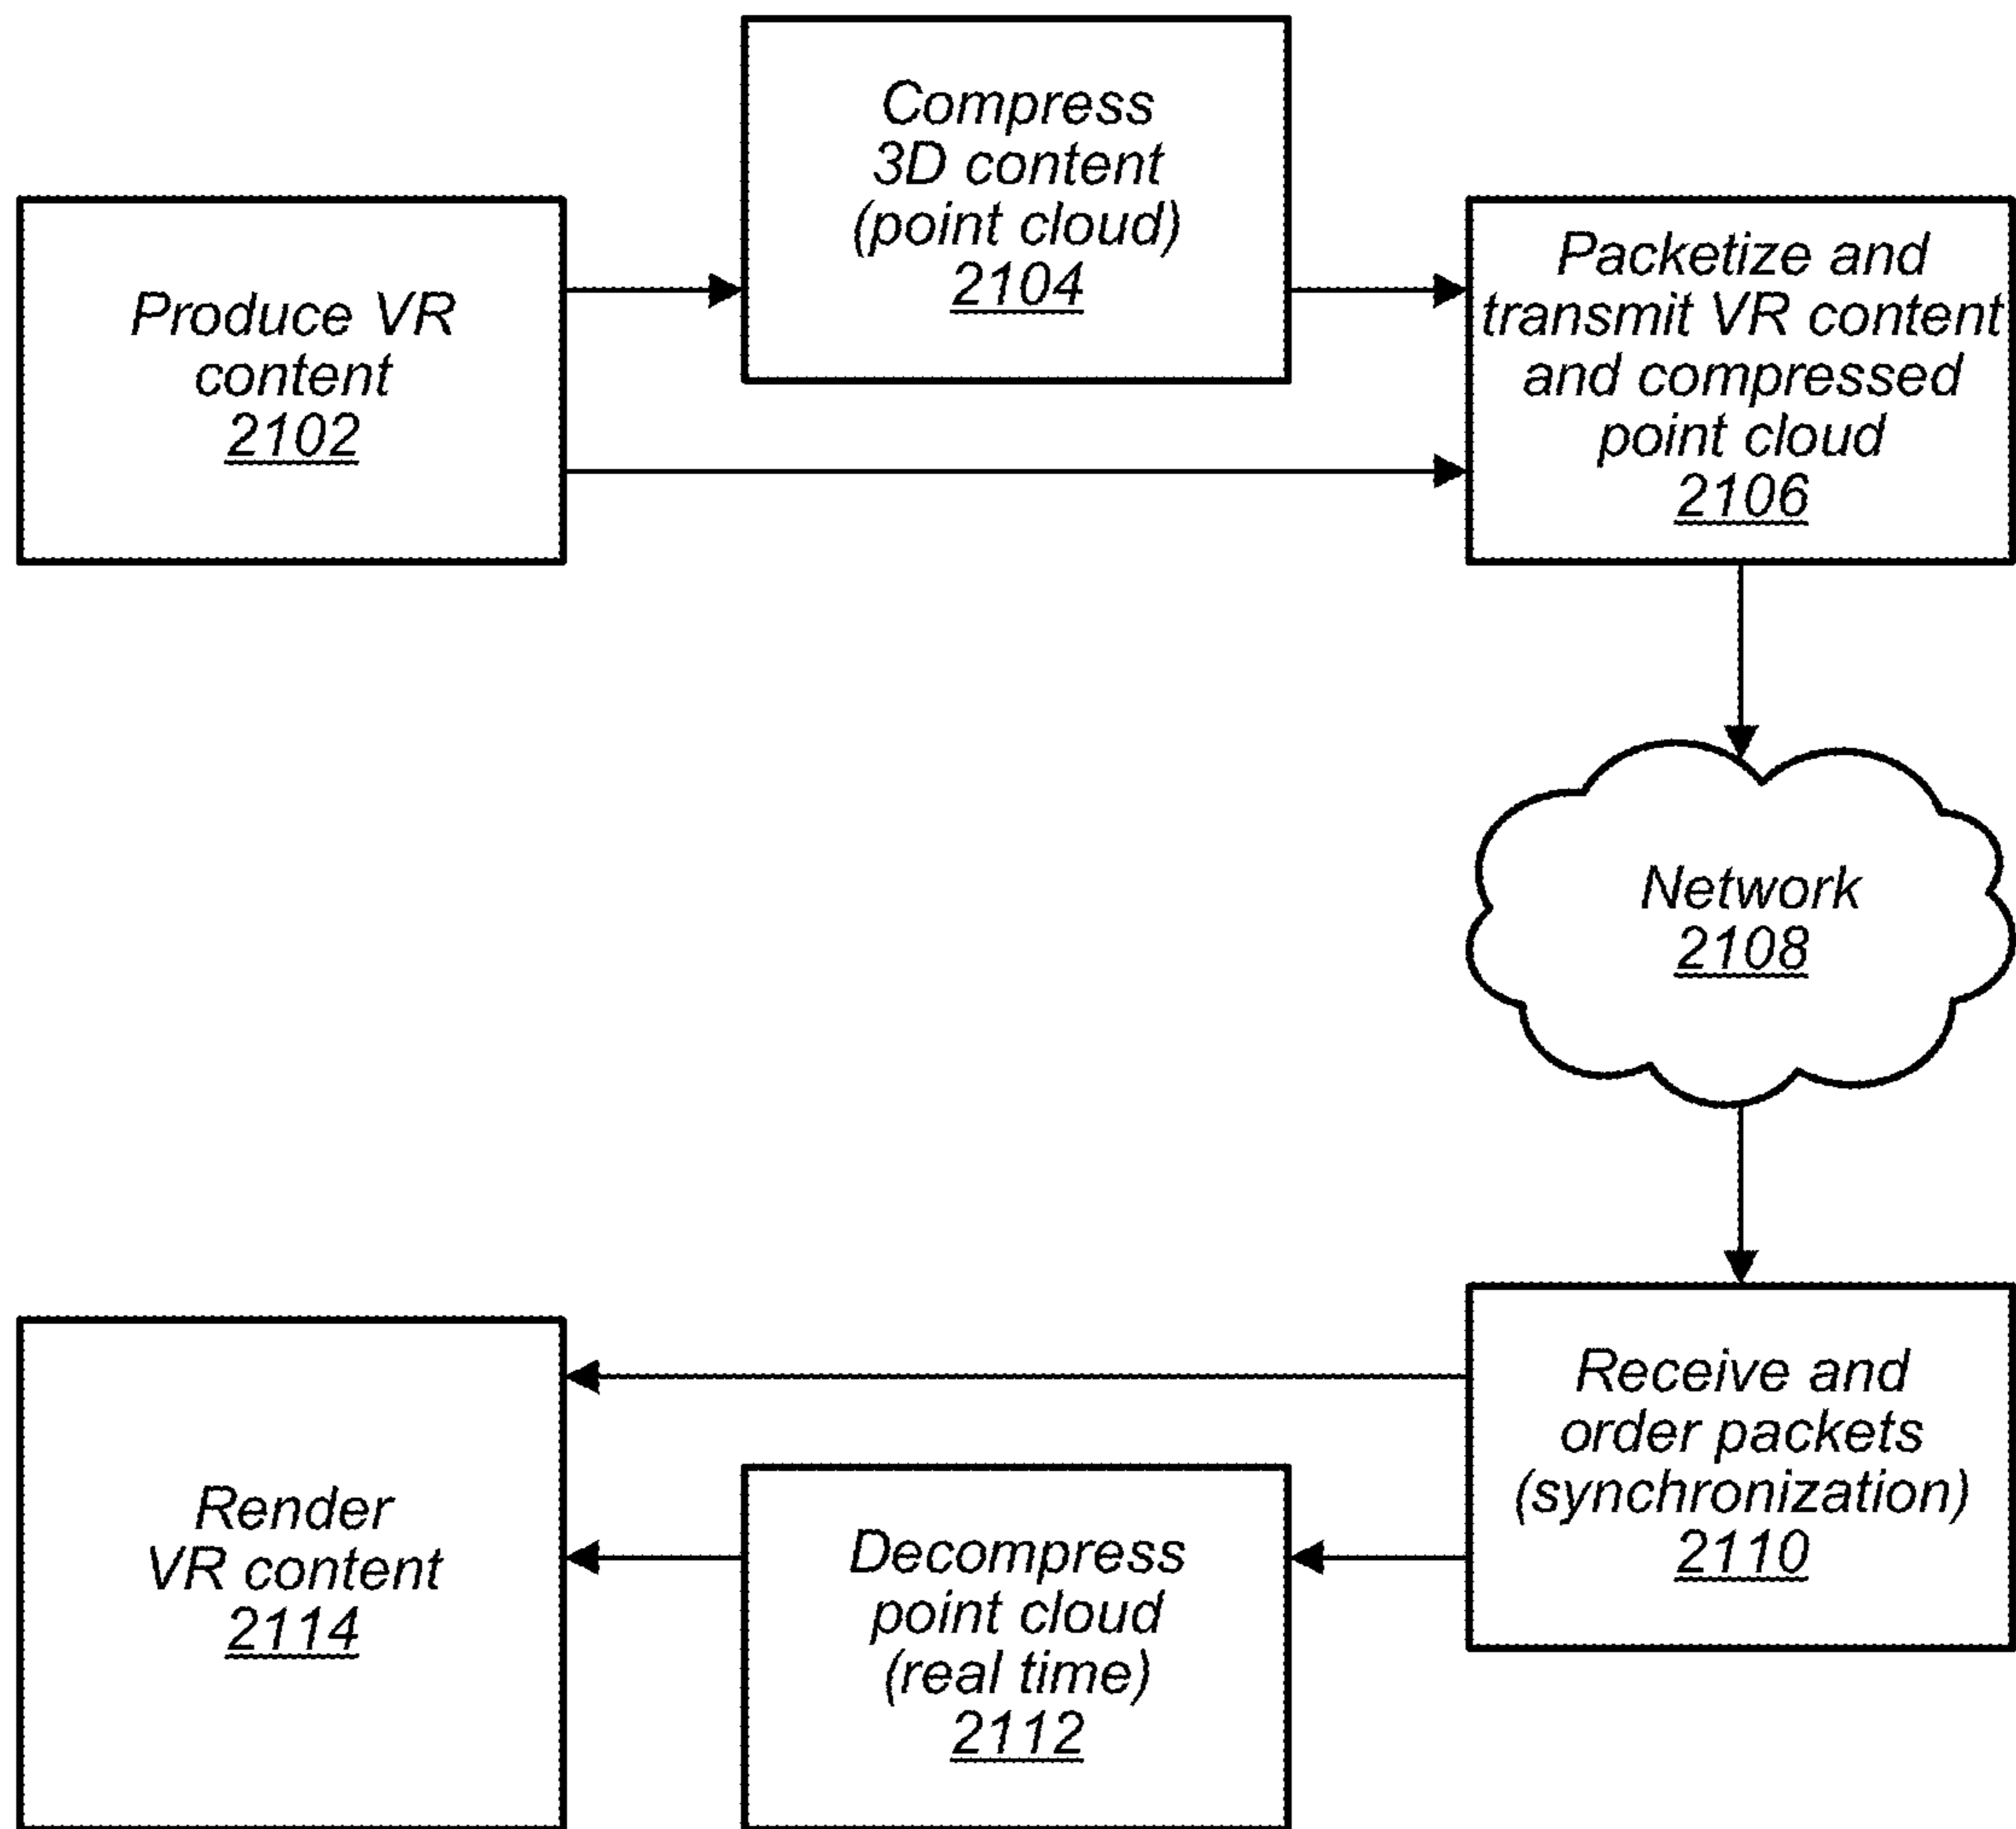 Compress
3D content
(point cloud)
2104
Produce VR
content
2102
Packetize and
transmit VR content
and compressed
point cloud
2106
Network
2108
Receive and
order packets
(synchronization)
2110
Decompress
point cloud
(real time)
2112
Render
VR content
2114